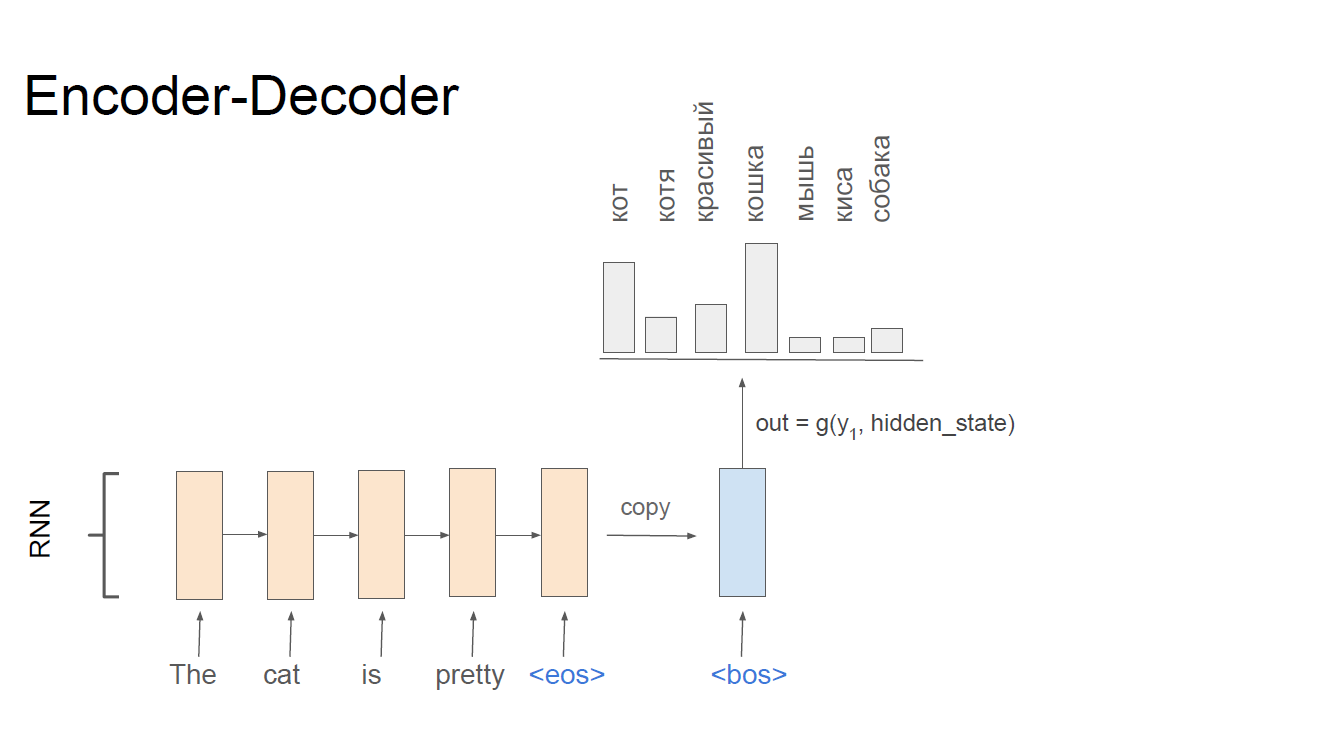 Encoder-Decoder
кот
котя
красивый
кошка
мышь
киса
собака
out = g(y₁, hidden_state)
RNN
copy
The cat is pretty <eos> <bos>